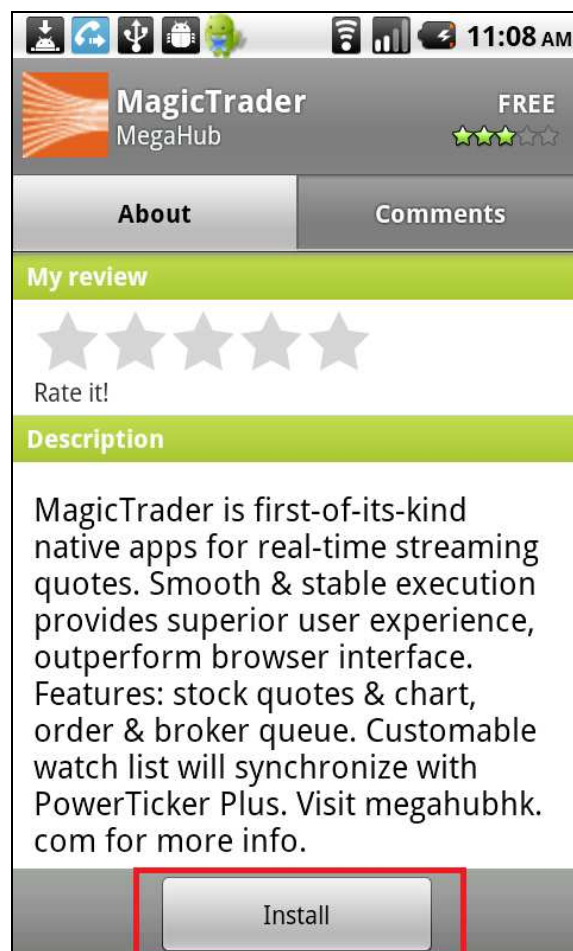 11:08 AM
MagicTrader
FREE
MegaHub
About
Comments
My review
Rate it!
Description
MagicTrader is first-of-its-kind
native apps for real-time streaming
quotes. Smooth & stable execution
provides superior user experience,
outperform browser interface.
Features: stock quotes & chart,
order & broker queue. Customable
watch list will synchronize with
PowerTicker Plus. Visit megahubhk.
com for more info.
Install